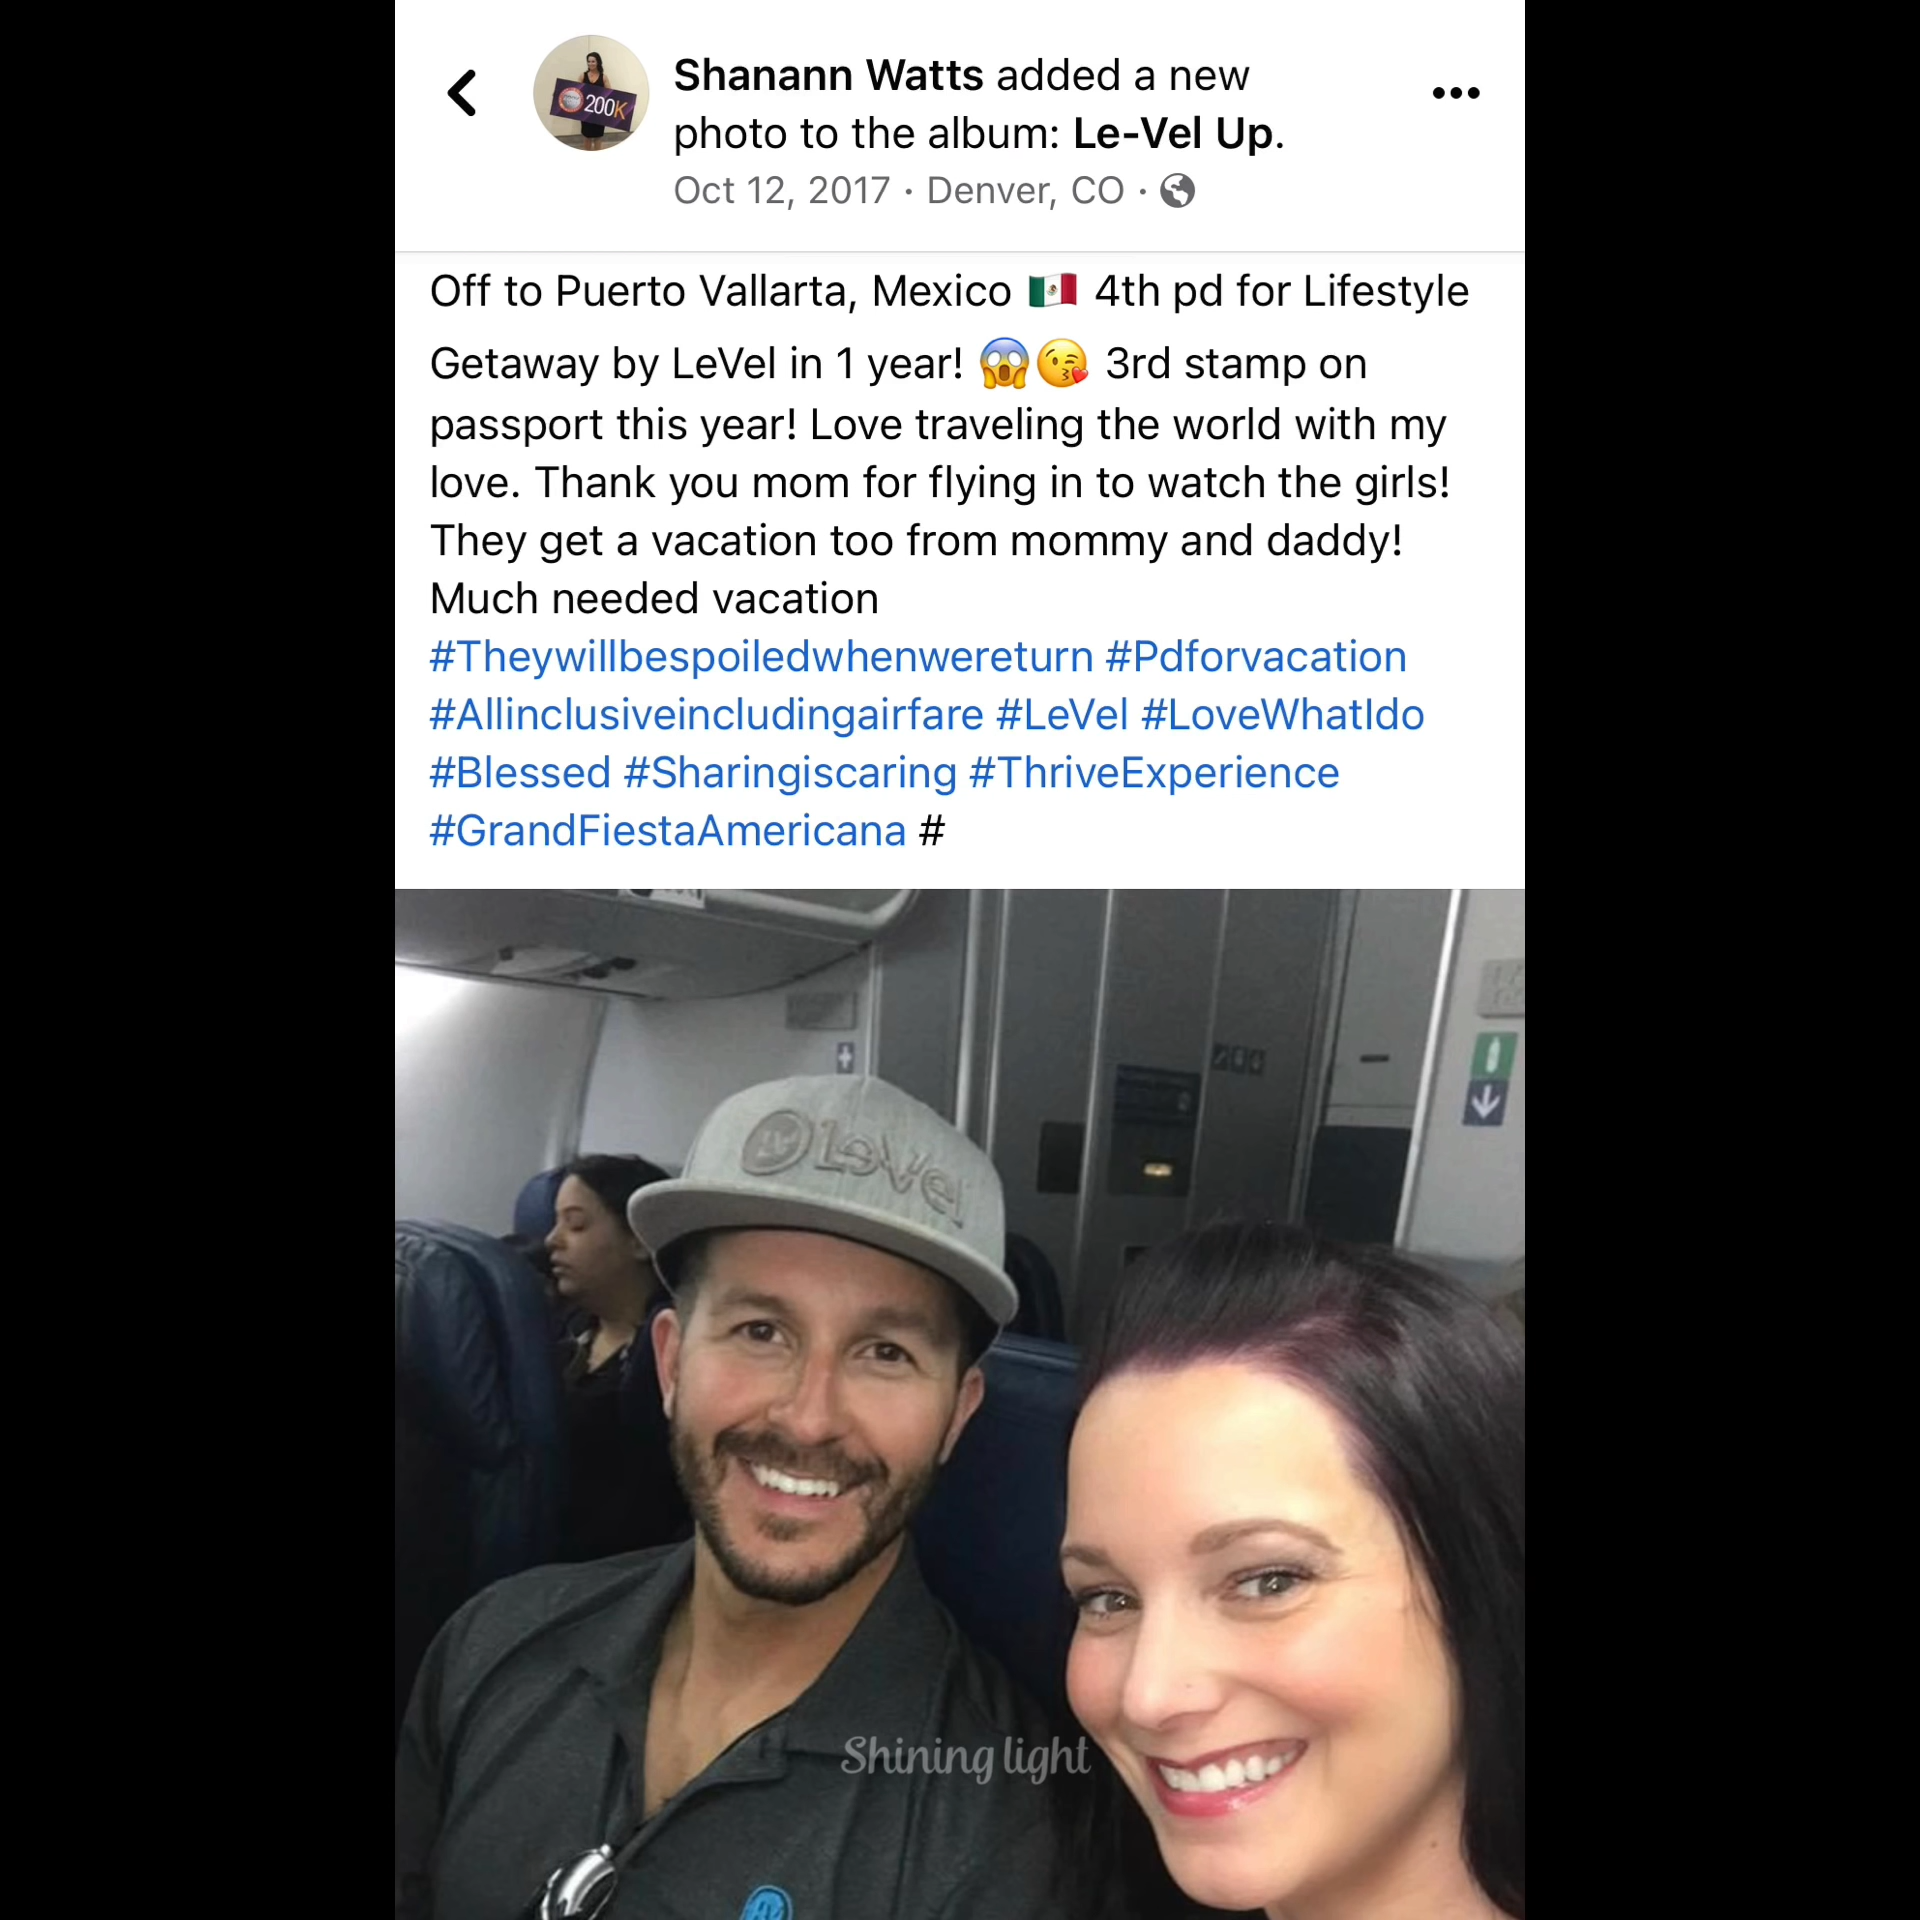 Shanann Watts added a new
photo to the album: Le-Vel Up.
Oct 12, 2017 · Denver, CO ·
200K
Off to Puerto Vallarta, Mexico 🇲🇽 4th pd for Lifestyle
Getaway by LeVel in 1 year! 😱😘 3rd stamp on
passport this year! Love traveling the world with my
love. Thank you mom for flying in to watch the girls!
They get a vacation too from mommy and daddy!
Much needed vacation
#Theywillbespoiledwhenwereturn #Pdforvacation
#Allinclusiveincludingairfare #LeVel #LoveWhatIdo
#Blessed #Sharingiscaring #ThriveExperience
#GrandFiestaAmericana #
LeVel
Shining light